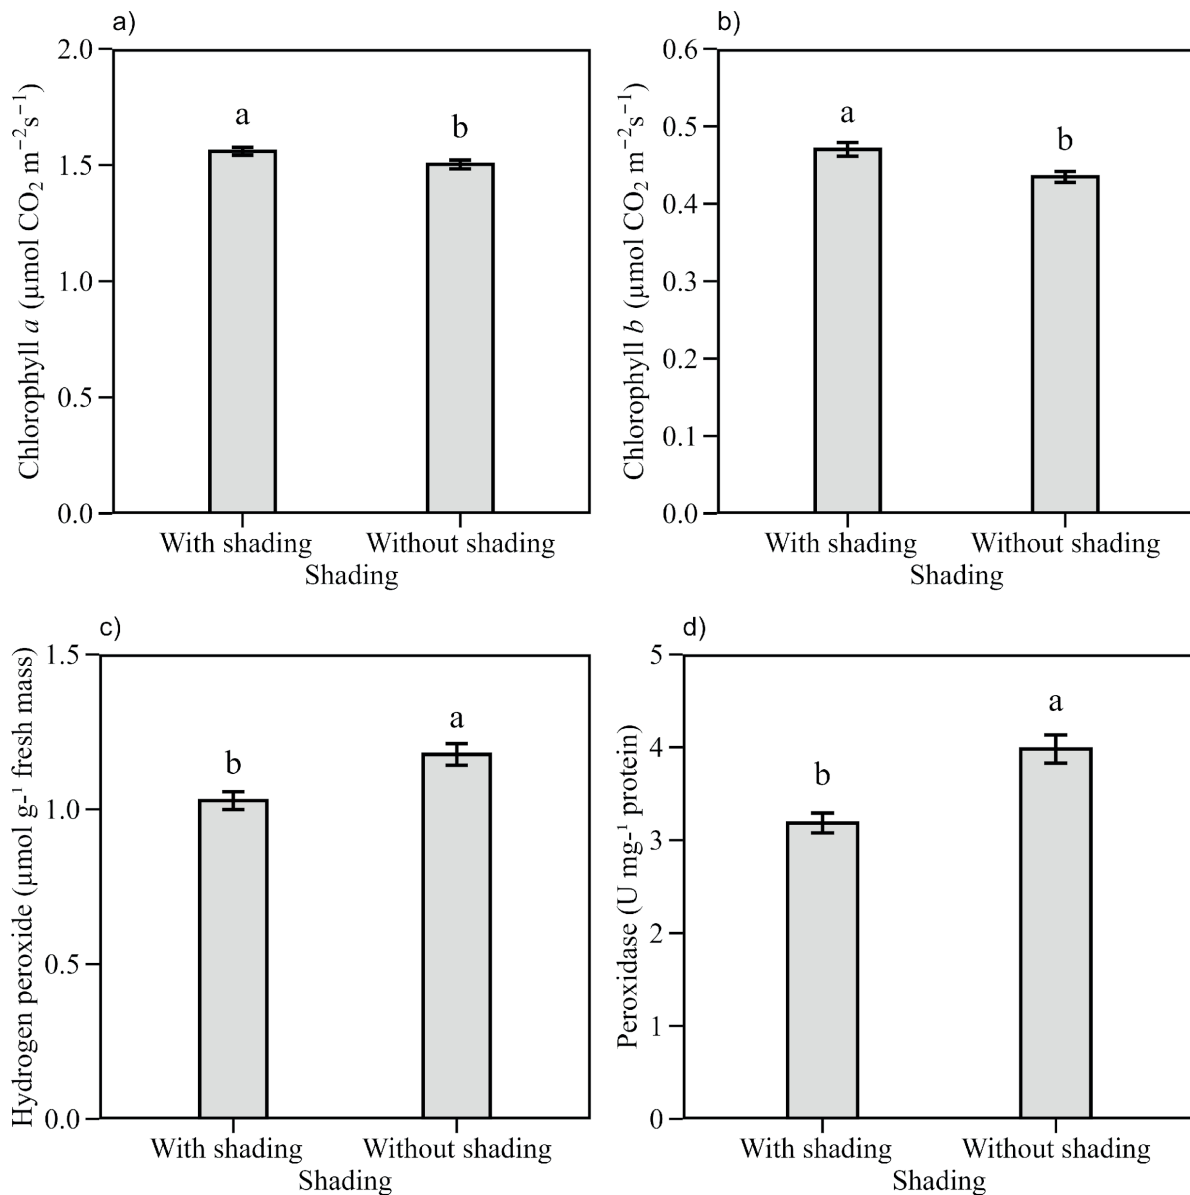 a)
Chlorophyll a (µmol CO₂ m⁻²s⁻¹)
2.0
1.5
1.0
0.5
0.0
a
b
With shading
Without shading
Shading
b)
Chlorophyll b (µmol CO₂ m⁻²s⁻¹)
0.6
0.5
0.4
0.3
0.2
0.1
0.0
a
b
With shading
Without shading
Shading
c)
Hydrogen peroxide (µmol g-¹ fresh mass)
1.5
1.0
0.5
0.0
b
a
With shading
Without shading
Shading
d)
Peroxidase (U mg-¹ protein)
5
4
3
2
1
0
b
a
With shading
Without shading
Shading